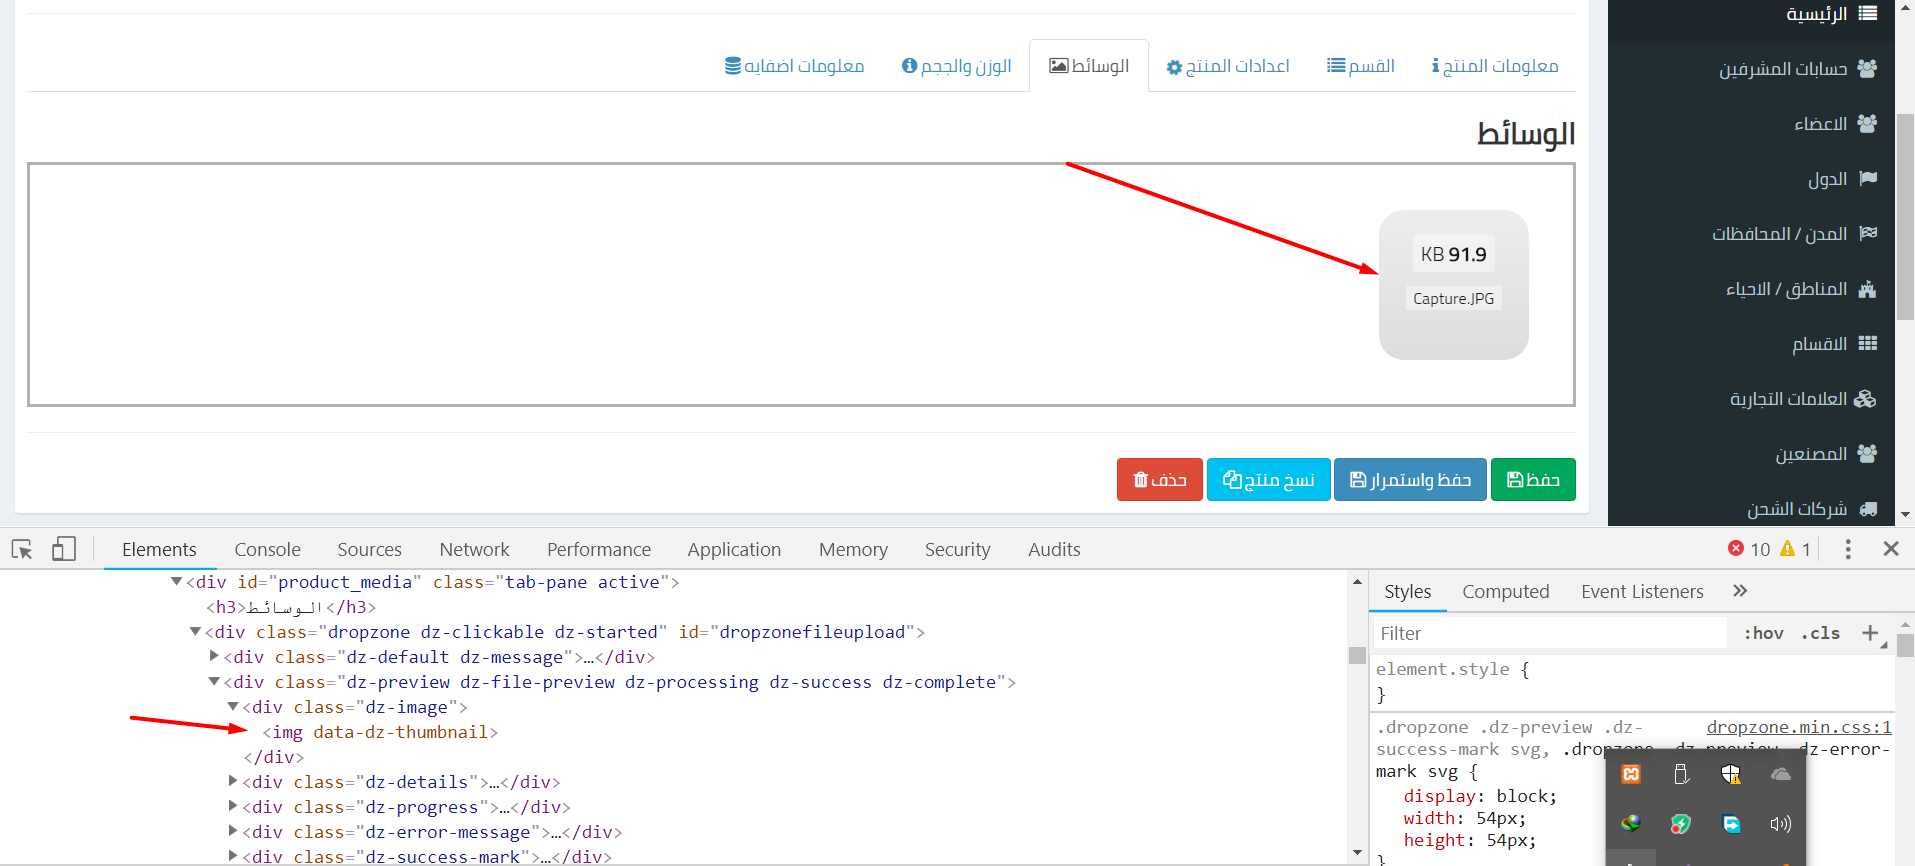 الرئيسية
حسابات المشرفين
الاعضاء
الدول
المدن / المحافظات
المناطق / الاحياء
الاقسام
العلامات التجارية
المصنعين
شركات الشحن
معلومات المنتج
القسم
اعدادات المنتج
الوسائط
الوزن والحجم
معلومات اضفايه
الوسائط
KB 91.9
Capture.JPG
حفظ
حفظ واستمرار
نسخ منتج
حذف
Elements Console Sources Network Performance Application Memory Security Audits 10 1
<div id="product_media" class="tab-pane active">
<h3>الوسائط</h3>
<div class="dropzone dz-clickable dz-started" id="dropzonefileupload">
<div class="dz-default dz-message">…</div>
<div class="dz-preview dz-file-preview dz-processing dz-success dz-complete">
<div class="dz-image">
<img data-dz-thumbnail>
</div>
<div class="dz-details">…</div>
<div class="dz-progress">…</div>
<div class="dz-error-message">…</div>
<div class="dz-success-mark">…</div>
Styles Computed Event Listeners »
Filter :hov .cls +
element.style {
}
.dropzone .dz-preview .dz- dropzone.min.css:1
success-mark svg, .dropzone .dz-preview .dz-error-
mark svg {
display: block;
width: 54px;
height: 54px;
}